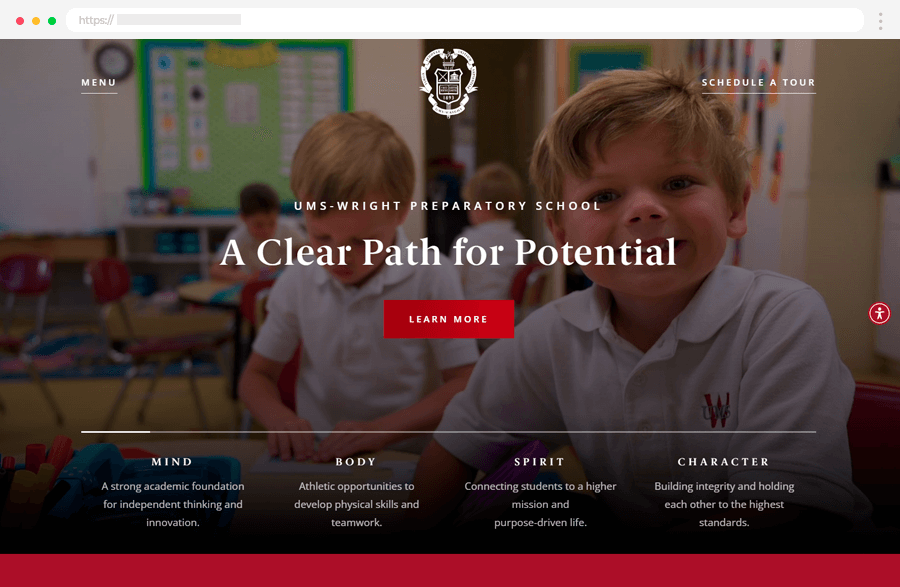 https://
MENU
1893
SCHEDULE A TOUR
UMS-WRIGHT PREPARATORY SCHOOL
A Clear Path for Potential
LEARN MORE
UMS
MIND
A strong academic foundation
for independent thinking and
innovation.
BODY
Athletic opportunities to
develop physical skills and
teamwork.
SPIRIT
Connecting students to a higher
mission and
purpose-driven life.
CHARACTER
Building integrity and holding
each other to the highest
standards.